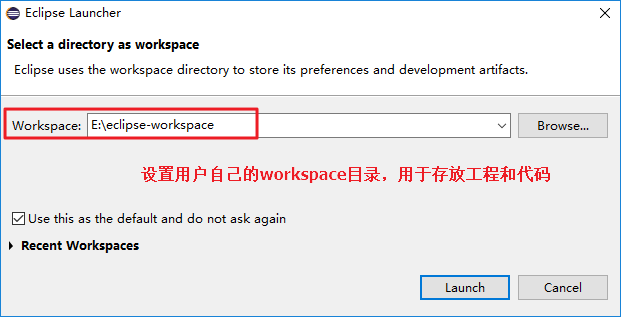 Eclipse Launcher
Select a directory as workspace
Eclipse uses the workspace directory to store its preferences and development artifacts.
Workspace: E:\eclipse-workspace Browse...
设置用户自己的workspace目录，用于存放工程和代码
Use this as the default and do not ask again
Recent Workspaces
Launch Cancel